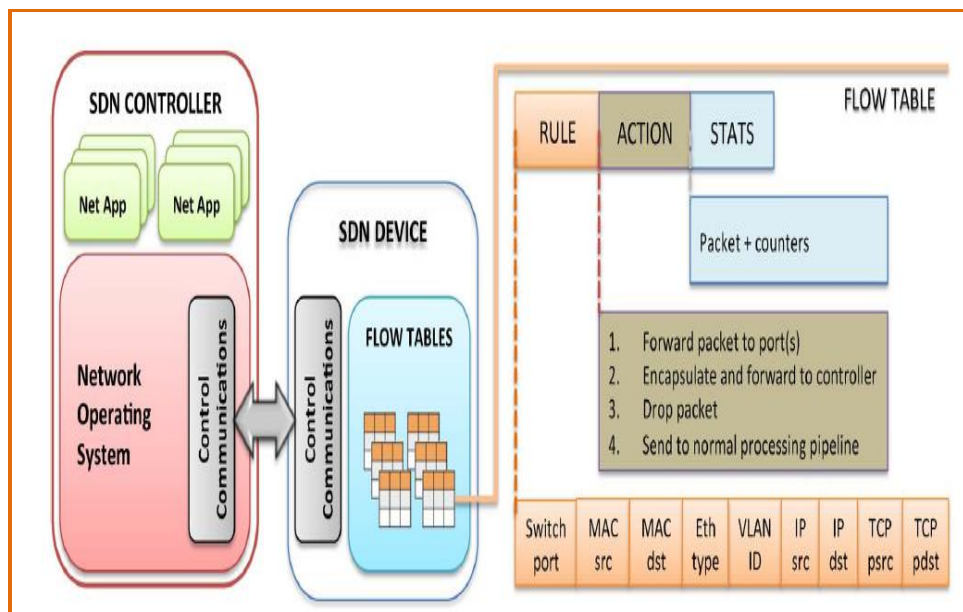 SDN CONTROLLER
Net App
Net App
Network
Operating
System
Control
Communications
SDN DEVICE
Control
Communications
FLOW TABLES
FLOW TABLE
RULE
ACTION
STATS
Packet + counters
1. Forward packet to port(s)
2. Encapsulate and forward to controller
3. Drop packet
4. Send to normal processing pipeline
Switch
port
MAC
src
MAC
dst
Eth
type
VLAN
ID
IP
src
IP
dst
TCP
psrc
TCP
pdst